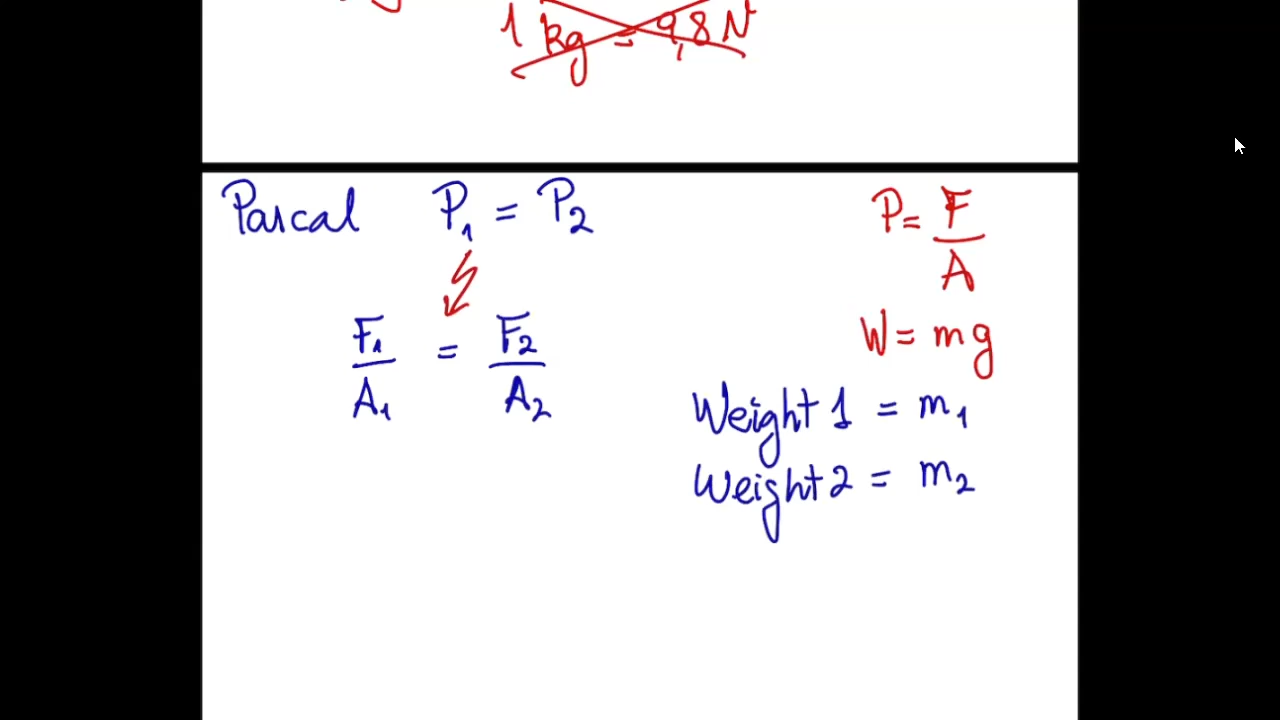 1 kg = 9,8 N
Pascal P₁ = P₂
P = F/A
F₁/A₁ = F₂/A₂
W = mg
Weight 1 = m₁
Weight 2 = m₂